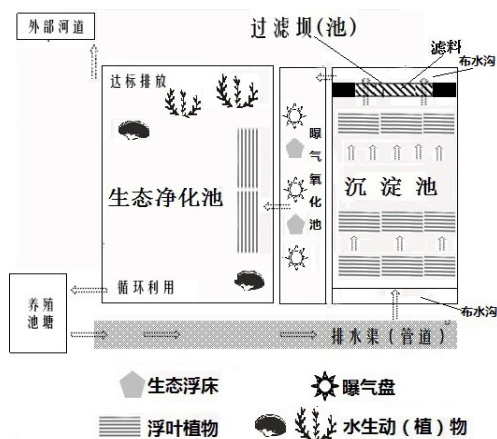 外部河道
过滤坝(池)
滤料
布水沟
达标排放
曝气氧化池
生态净化池
沉淀池
循环利用
养殖
池塘
布水沟
排水渠(管道)
生态浮床
曝气盘
浮叶植物
水生动(植)物